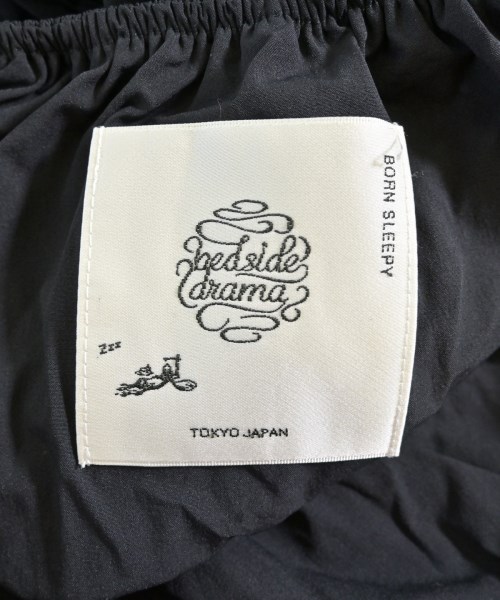 BORN SLEEPY
bedside
drama
Zzz
TOKYO JAPAN